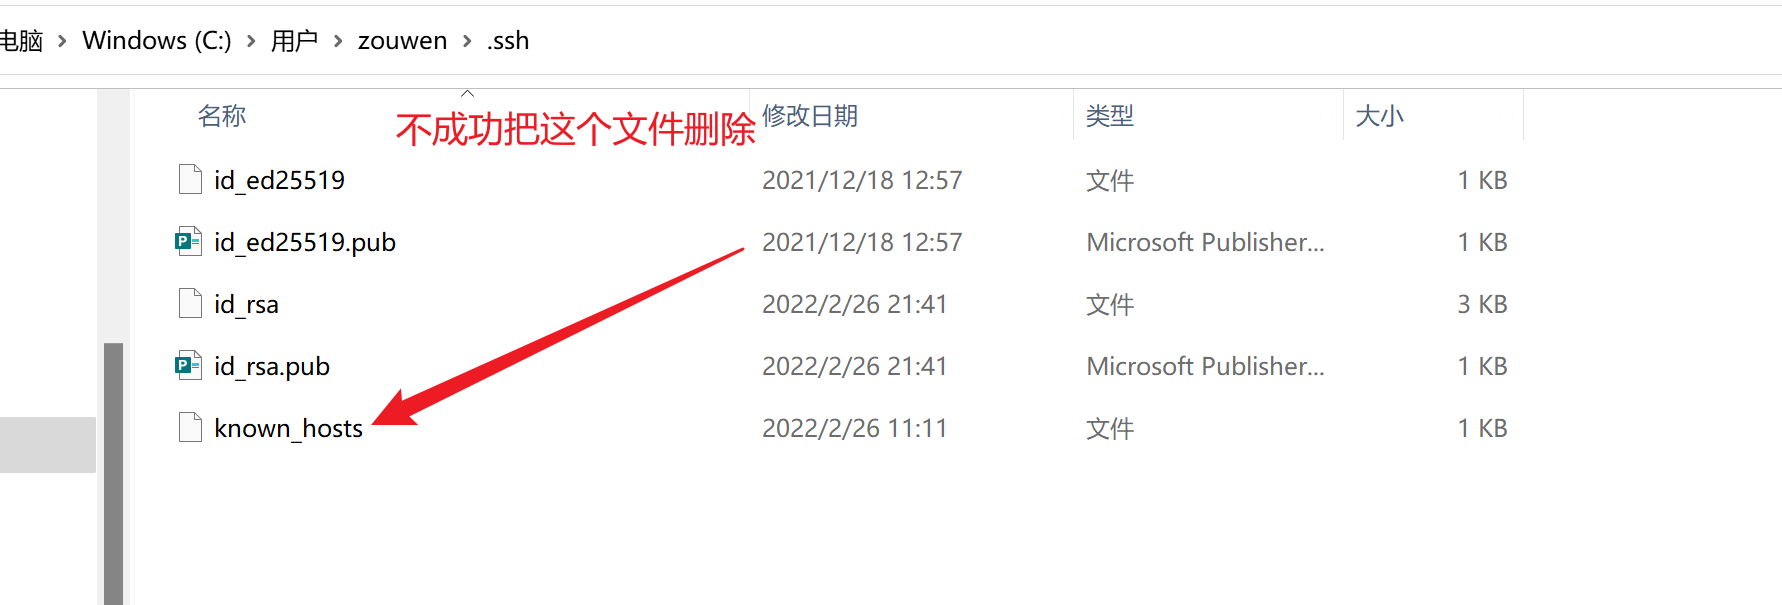 电脑 > Windows (C:) > 用户 > zouwen > .ssh
名称 修改日期 类型 大小
不成功把这个文件删除
id_ed25519 2021/12/18 12:57 文件 1 KB
id_ed25519.pub 2021/12/18 12:57 Microsoft Publisher... 1 KB
id_rsa 2022/2/26 21:41 文件 3 KB
id_rsa.pub 2022/2/26 21:41 Microsoft Publisher... 1 KB
known_hosts 2022/2/26 11:11 文件 1 KB